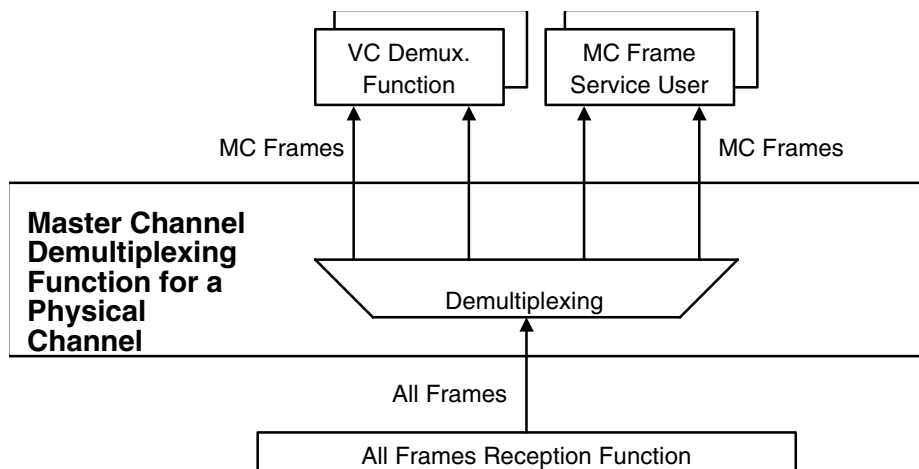 VC Demux.
Function
MC Frame
Service User
MC Frames
MC Frames
Master Channel
Demultiplexing
Function for a
Physical
Channel
Demultiplexing
All Frames
All Frames Reception Function